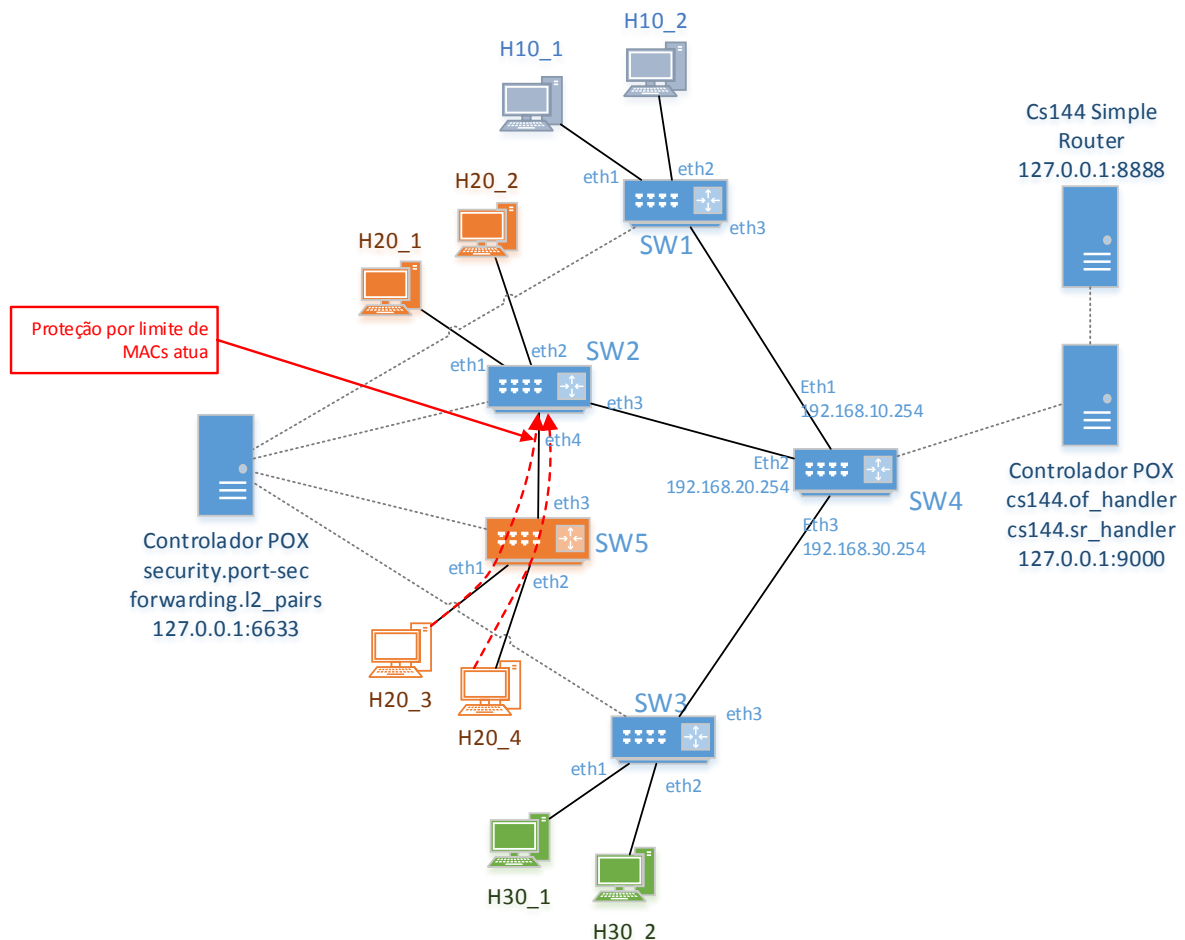 H10_2
H10_1
Cs144 Simple
Router
127.0.0.1:8888
eth1
eth2
H20_2
eth3
SW1
H20_1
Proteção por limite de
MACs atua
eth2
SW2
eth1
eth3
Eth1
192.168.10.254
eth4
Eth2
192.168.20.254
SW4
Controlador POX
cs144.of_handler
cs144.sr_handler
127.0.0.1:9000
eth3
Eth3
192.168.30.254
SW5
Controlador POX
security.port-sec
forwarding.l2_pairs
127.0.0.1:6633
eth1
eth2
H20_3
SW3
eth3
H20_4
eth1
eth2
H30_1
H30_2